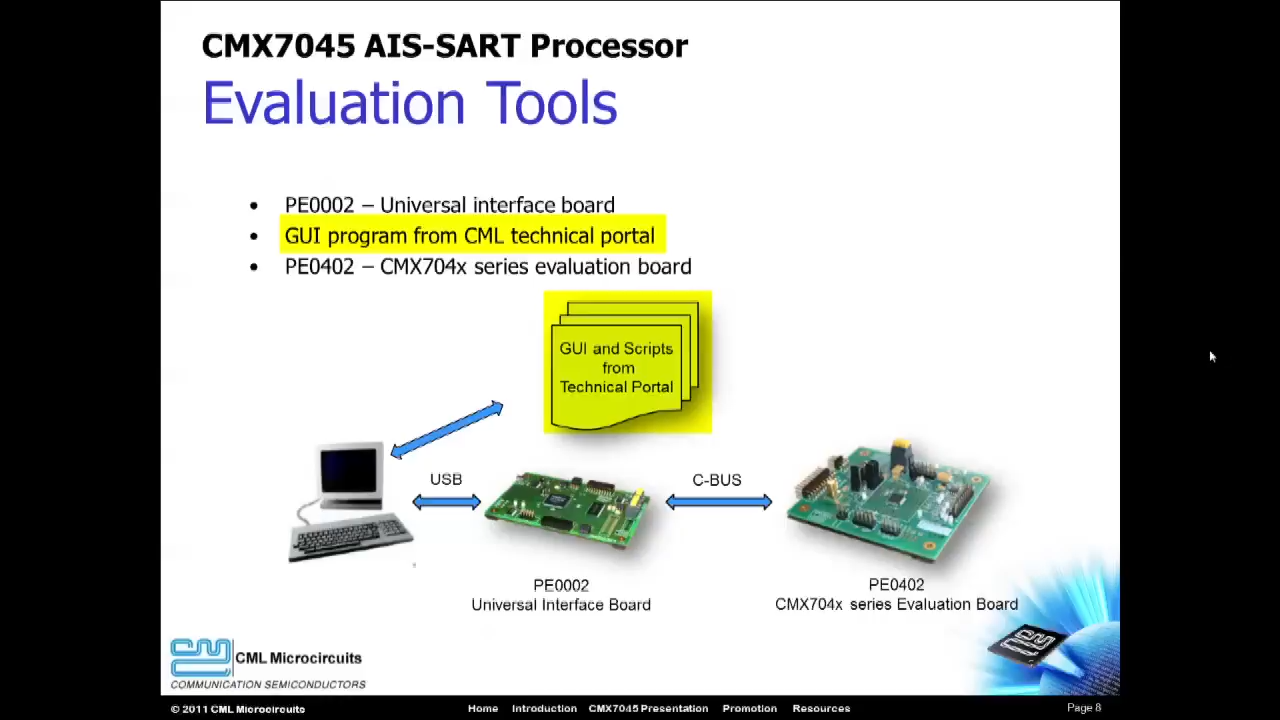 CMX7045 AIS-SART Processor
Evaluation Tools
• PE0002 – Universal interface board
• GUI program from CML technical portal
• PE0402 – CMX704x series evaluation board
GUI and Scripts
from
Technical Portal
USB
C-BUS
PE0002
Universal Interface Board
PE0402
CMX704x series Evaluation Board
CML Microcircuits
COMMUNICATION SEMICONDUCTORS
© 2011 CML Microcircuits
Home Introduction CMX7045 Presentation Promotion Resources
Page 8